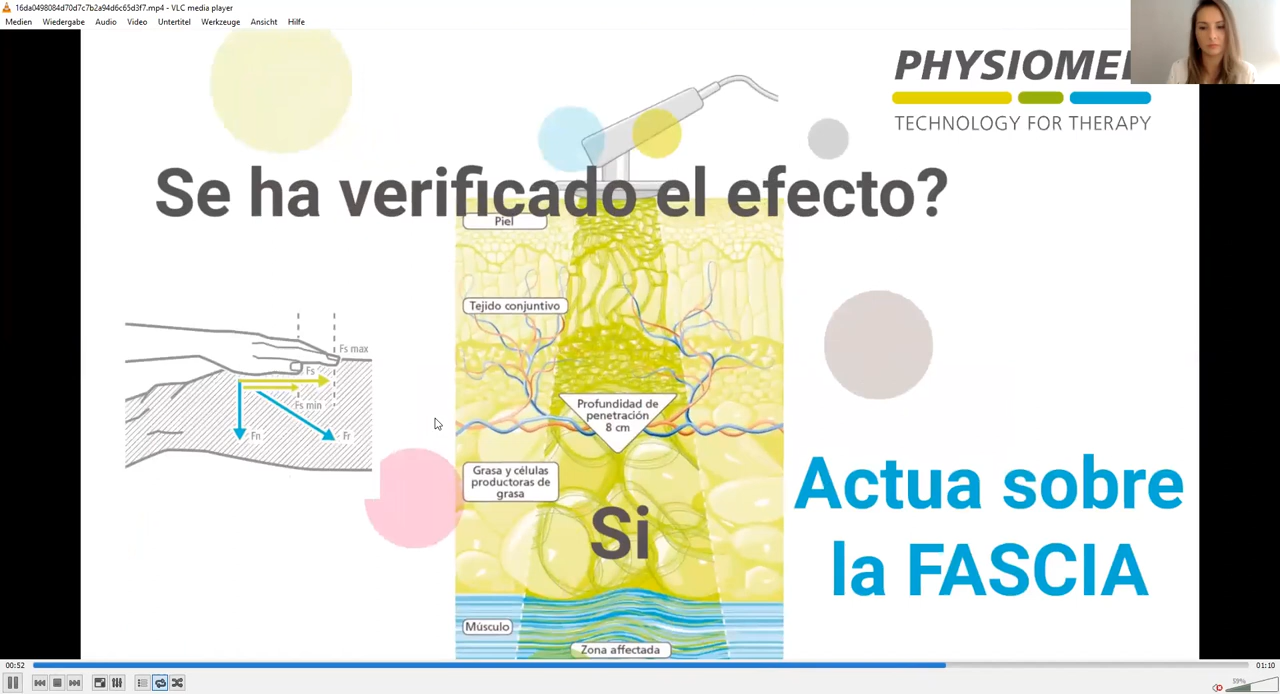 16da0498084d70d7c7b2a94d6c65d3f7.mp4 - VLC media player
Medien Wiedergabe Audio Video Untertitel Werkzeuge Ansicht Hilfe
TECHNOLOGY FOR THERAPY
Se ha verificado el efecto?
Piel
Tejido conjuntivo
Fs max
Fs
Fs min
Fn
Fr
Profundidad de
penetración
8 cm
Grasa y células
productoras de
grasa
Si
Actua sobre
la FASCIA
Músculo
Zona affectada
00:52
01:10